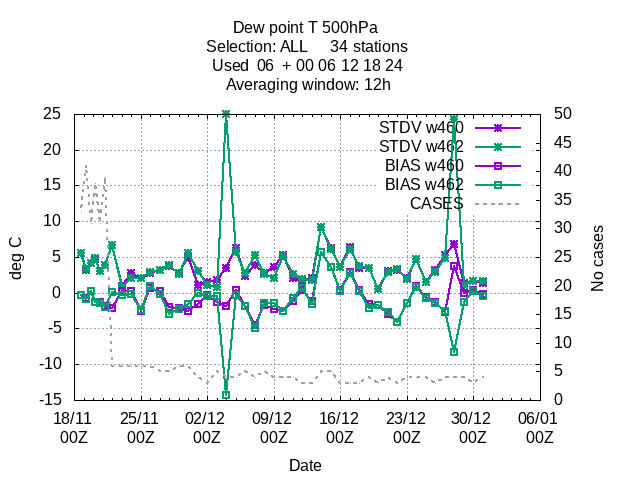 Dew point T 500hPa
Selection: ALL     34 stations
Used  06  + 00 06 12 18 24
Averaging window: 12h
25
20
15
10
5
0
-5
-10
-15
deg C
50
45
40
35
30
25
20
15
10
5
0
No cases
STDV w460
STDV w462
BIAS w460
BIAS w462
CASES
18/11 25/11 02/12 09/12 16/12 23/12 30/12 06/01
00Z 00Z 00Z 00Z 00Z 00Z 00Z 00Z
Date